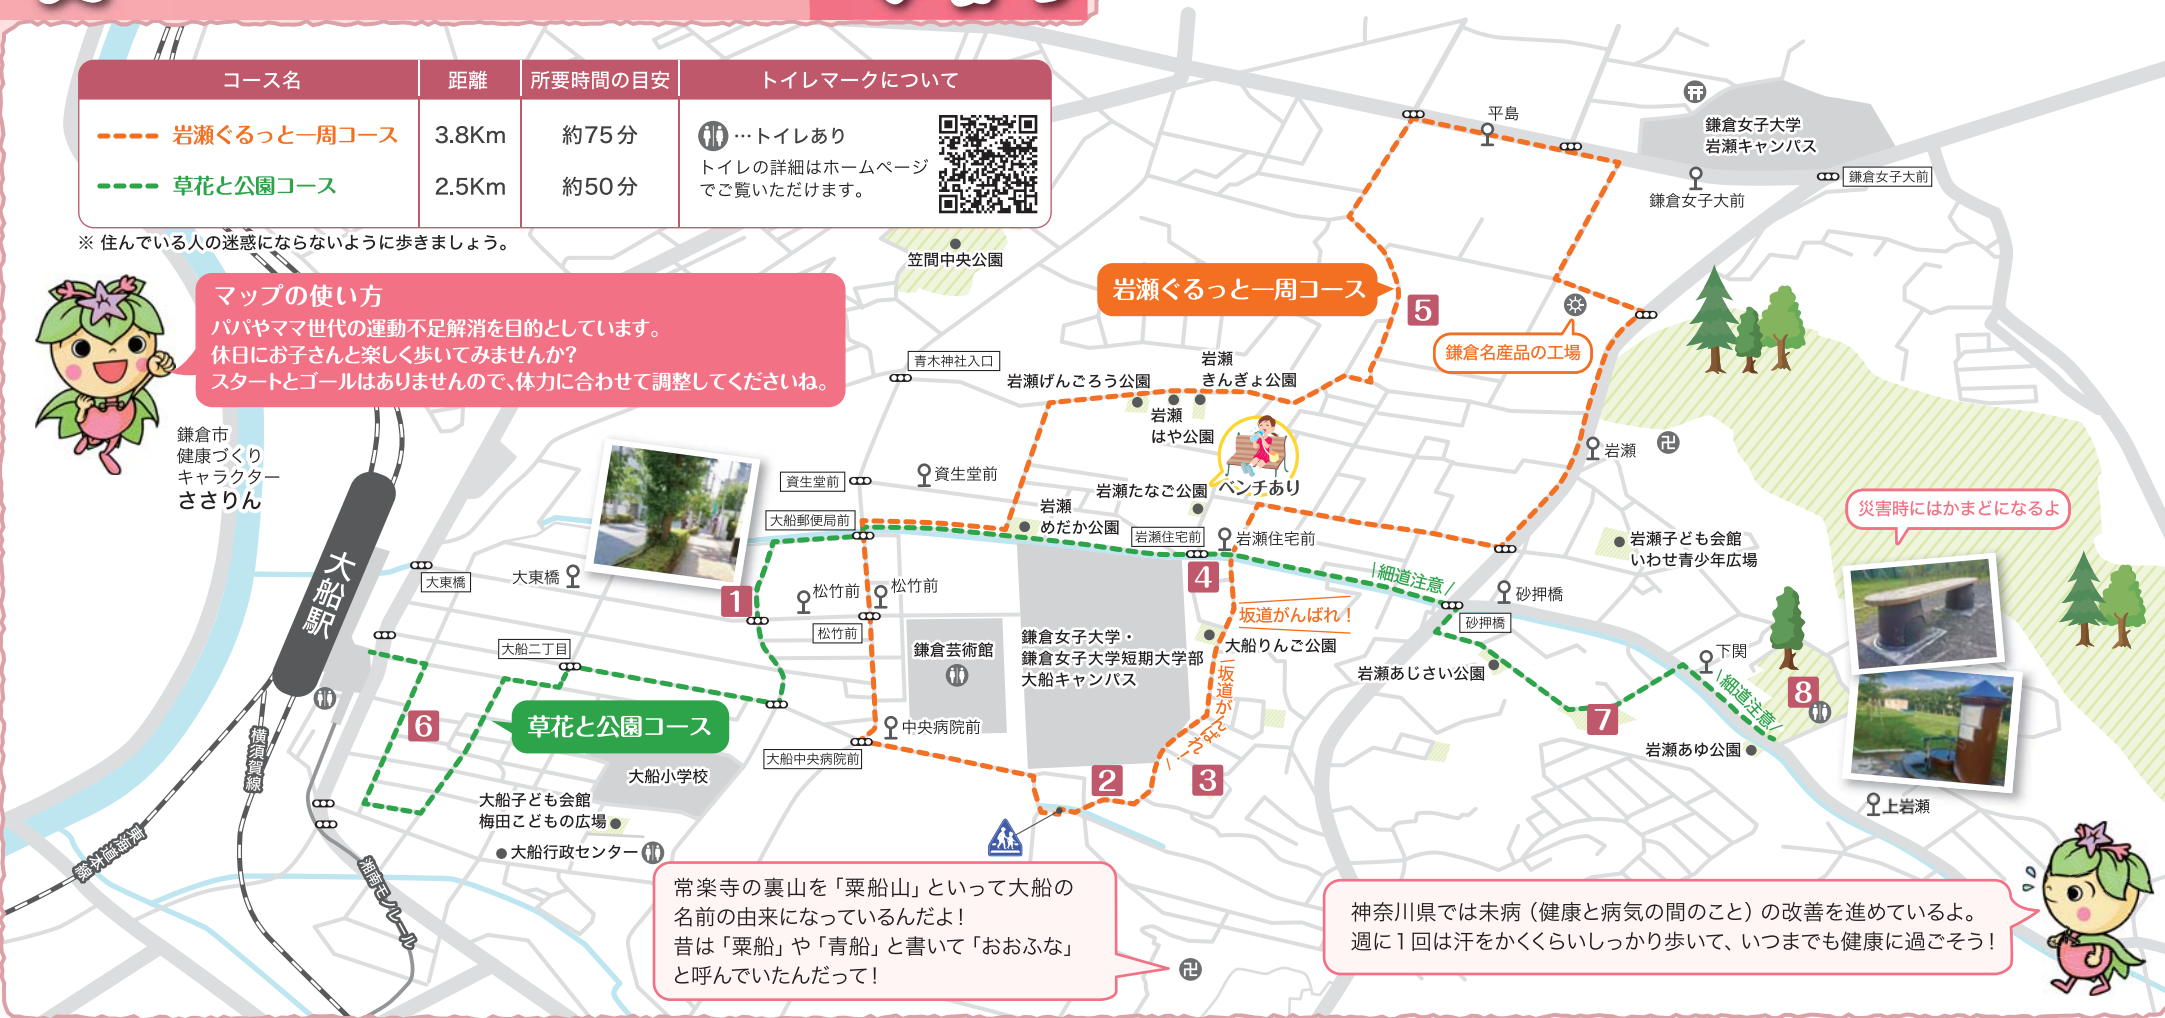 コース名
距離
所要時間の目安
トイレマークについて
岩瀬ぐるっと一周コース
3.8Km
約75分
草花と公園コース
2.5Km
約50分
…トイレあり
トイレの詳細はホームページ
でご覧いただけます。
※ 住んでいる人の迷惑にならないように歩きましょう。
マップの使い方
パパやママ世代の運動不足解消を目的としています。
休日にお子さんと楽しく歩いてみませんか?
スタートとゴールはありませんので、体力に合わせて調整してくださいね。
鎌倉市
健康づくり
キャラクター
ささりん
笠間中央公園
平島
鎌倉女子大学
岩瀬キャンパス
鎌倉女子大前
鎌倉女子大前
岩瀬ぐるっと一周コース
5
鎌倉名産品の工場
青木神社入口
岩瀬げんごろう公園
岩瀬
きんぎょ公園
岩瀬
はや公園
ベンチあり
岩瀬
資生堂前
資生堂前
岩瀬たなご公園
岩瀬
めだか公園
大船郵便局前
岩瀬住宅前
岩瀬住宅前
災害時にはかまどになるよ
岩瀬子ども会館
いわせ青少年広場
大船駅
大東橋
大東橋
1
松竹前
松竹前
松竹前
4
細道注意
砂押橋
砂押橋
坂道がんばれ！
大船りんご公園
坂道がんばれ！
大船二丁目
鎌倉芸術館
鎌倉女子大学・
鎌倉女子大学短期大学部
大船キャンパス
岩瀬あじさい公園
下関
細道注意
8
7
岩瀬あゆ公園
上岩瀬
6
草花と公園コース
中央病院前
大船中央病院前
大船小学校
2
3
大船子ども会館
梅田こどもの広場
大船行政センター
横須賀線
東海道本線
湘南モノレール
常楽寺の裏山を「粟船山」といって大船の
名前の由来になっているんだよ！
昔は「粟船」や「青船」と書いて「おおふな」
と呼んでいたんだって！
神奈川県では未病（健康と病気の間のこと）の改善を進めているよ。
週に1回は汗をかくくらいしっかり歩いて、いつまでも健康に過ごそう！